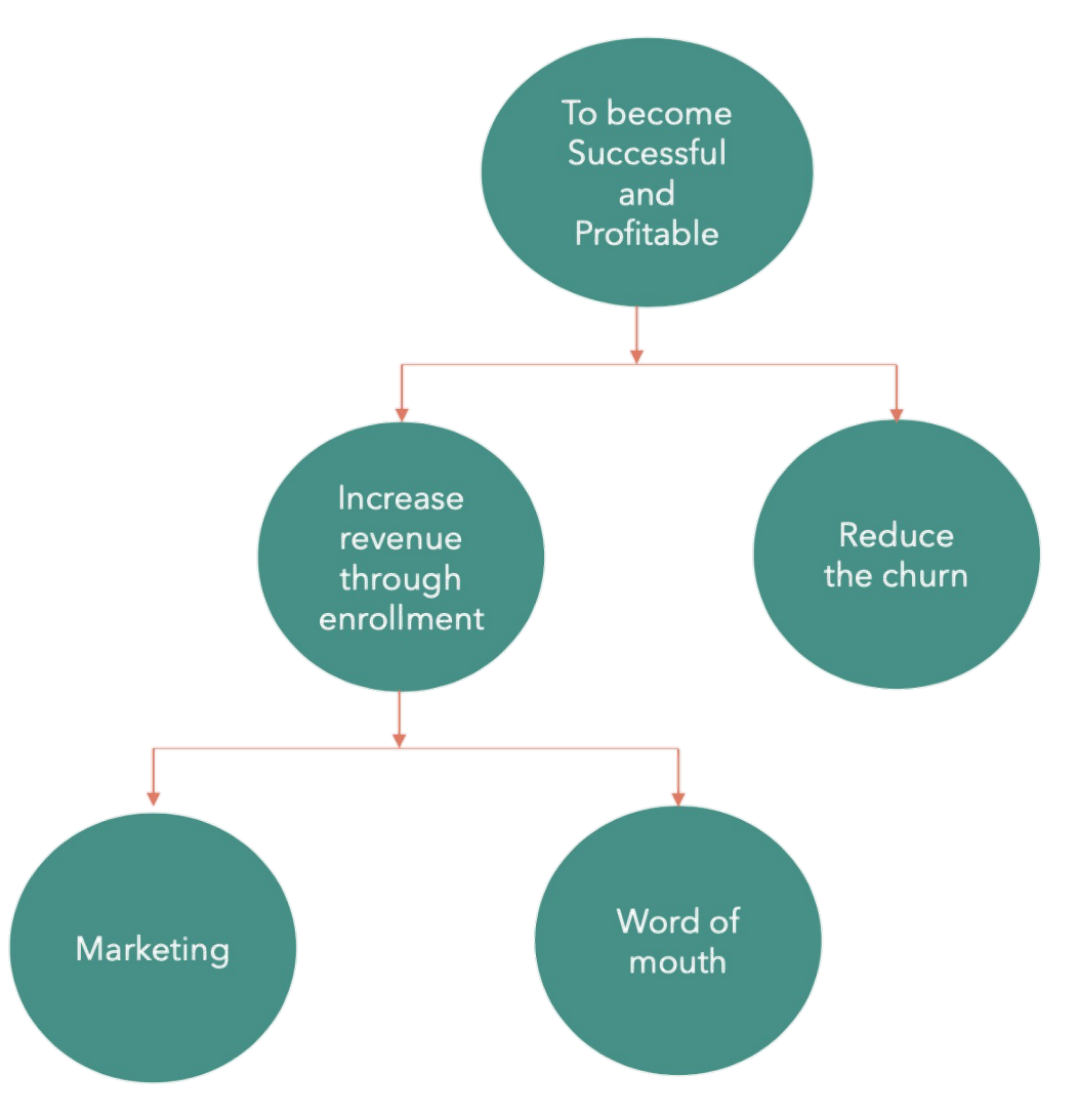 To become
Successful
and
Profitable
Increase
revenue
through
enrollment
Reduce
the churn
Marketing
Word of
mouth